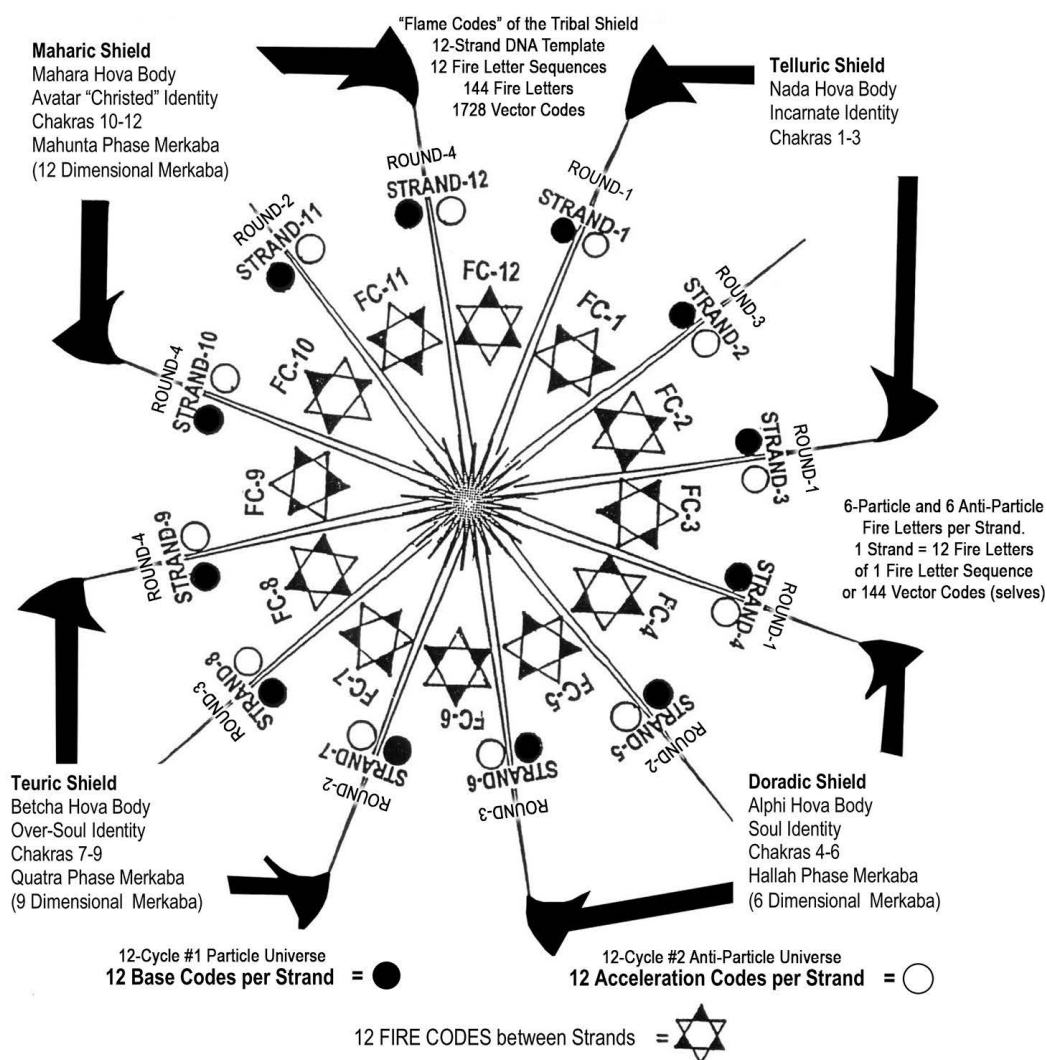 “Flame Codes” of the Tribal Shield
12-Strand DNA Template
12 Fire Letter Sequences
144 Fire Letters
1728 Vector Codes
Maharic Shield
Mahara Hova Body
Avatar “Christed” Identity
Chakras 10-12
Mahunta Phase Merkaba
(12 Dimensional Merkaba)
Telluric Shield
Nada Hova Body
Incarnate Identity
Chakras 1-3
ROUND-4
STRAND-12
ROUND-1
STRAND-1
ROUND-3
STRAND-2
ROUND-1
STRAND-3
ROUND-1
STRAND-4
ROUND-2
STRAND-5
ROUND-3
STRAND-6
ROUND-2
STRAND-7
ROUND-3
STRAND-8
ROUND-4
STRAND-9
ROUND-4
STRAND-10
ROUND-2
STRAND-11
FC-12
FC-1
FC-2
FC-3
FC-4
FC-5
FC-6
FC-7
FC-8
FC-9
FC-10
FC-11
6-Particle and 6 Anti-Particle
Fire Letters per Strand.
1 Strand = 12 Fire Letters
of 1 Fire Letter Sequence
or 144 Vector Codes (selves)
Teuric Shield
Betcha Hova Body
Over-Soul Identity
Chakras 7-9
Quatra Phase Merkaba
(9 Dimensional Merkaba)
Doradic Shield
Alphi Hova Body
Soul Identity
Chakras 4-6
Hallah Phase Merkaba
(6 Dimensional Merkaba)
12-Cycle #1 Particle Universe
12 Base Codes per Strand =
12-Cycle #2 Anti-Particle Universe
12 Acceleration Codes per Strand =
12 FIRE CODES between Strands =